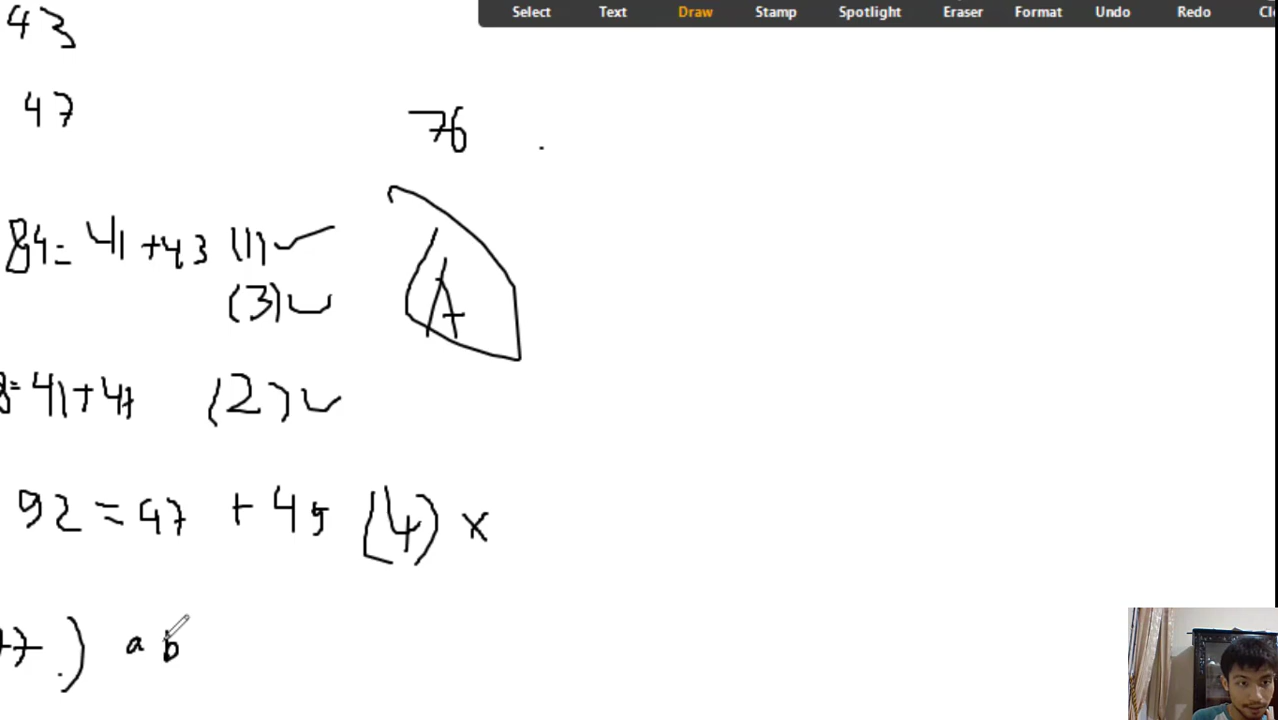 Select Text Draw Stamp Spotlight Eraser Format Undo Redo
43
47
76 .
84= 41 +43 (1) ✓
(3) ✓
A
8= 41+47 (2) ✓
92 = 47 + 45 (4) x
77 .) a b